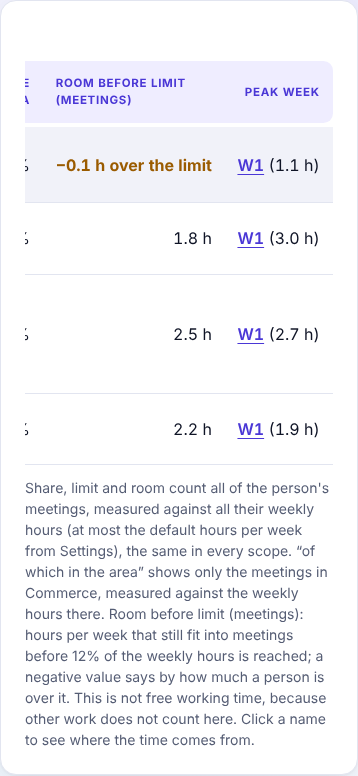 ROOM BEFORE LIMIT
(MEETINGS)
PEAK WEEK
−0.1 h over the limit W1 (1.1 h)
1.8 h W1 (3.0 h)
2.5 h W1 (2.7 h)
2.2 h W1 (1.9 h)
Share, limit and room count all of the person's
meetings, measured against all their weekly
hours (at most the default hours per week
from Settings), the same in every scope. “of
which in the area” shows only the meetings in
Commerce, measured against the weekly
hours there. Room before limit (meetings):
hours per week that still fit into meetings
before 12% of the weekly hours is reached; a
negative value says by how much a person is
over it. This is not free working time, because
other work does not count here. Click a name
to see where the time comes from.